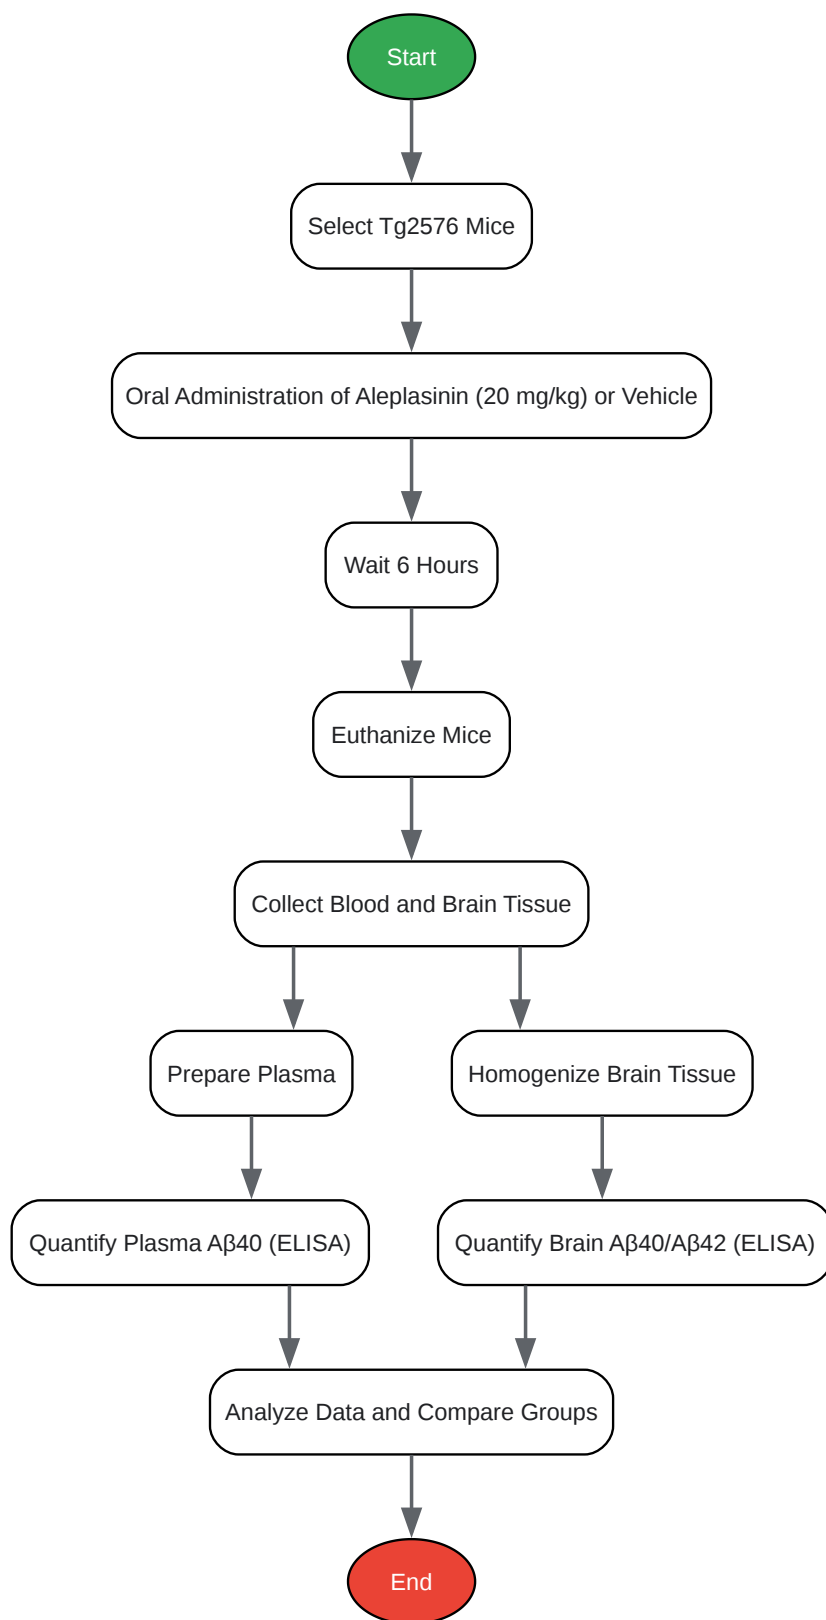 Start
Select Tg2576 Mice
Oral Administration of Aleplasinin (20 mg/kg) or Vehicle
Wait 6 Hours
Euthanize Mice
Collect Blood and Brain Tissue
Prepare Plasma
Homogenize Brain Tissue
Quantify Plasma Aβ40 (ELISA)
Quantify Brain Aβ40/Aβ42 (ELISA)
Analyze Data and Compare Groups
End